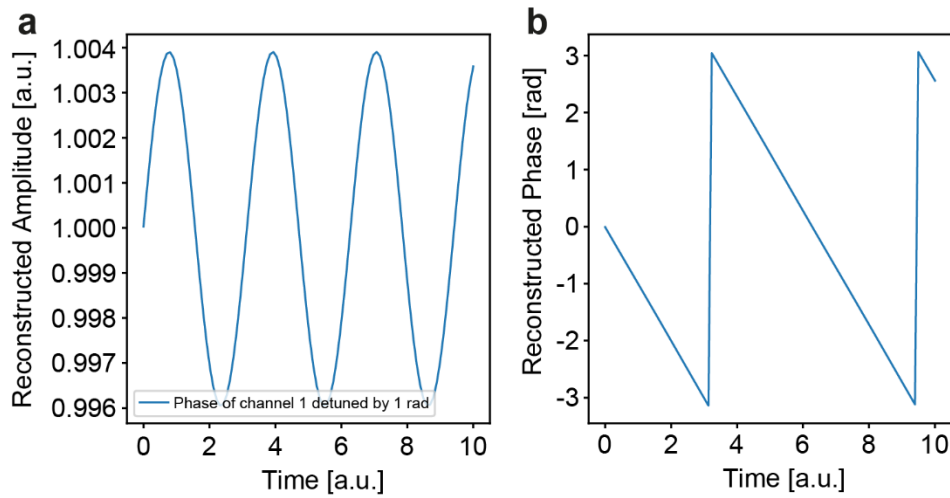 a
Reconstructed Amplitude [a.u.]
1.004
1.003
1.002
1.001
1.000
0.999
0.998
0.997
0.996
Phase of channel 1 detuned by 1 rad
0 2 4 6 8 10
Time [a.u.]
b
Reconstructed Phase [rad]
3
2
1
0
-1
-2
-3
0 2 4 6 8 10
Time [a.u.]